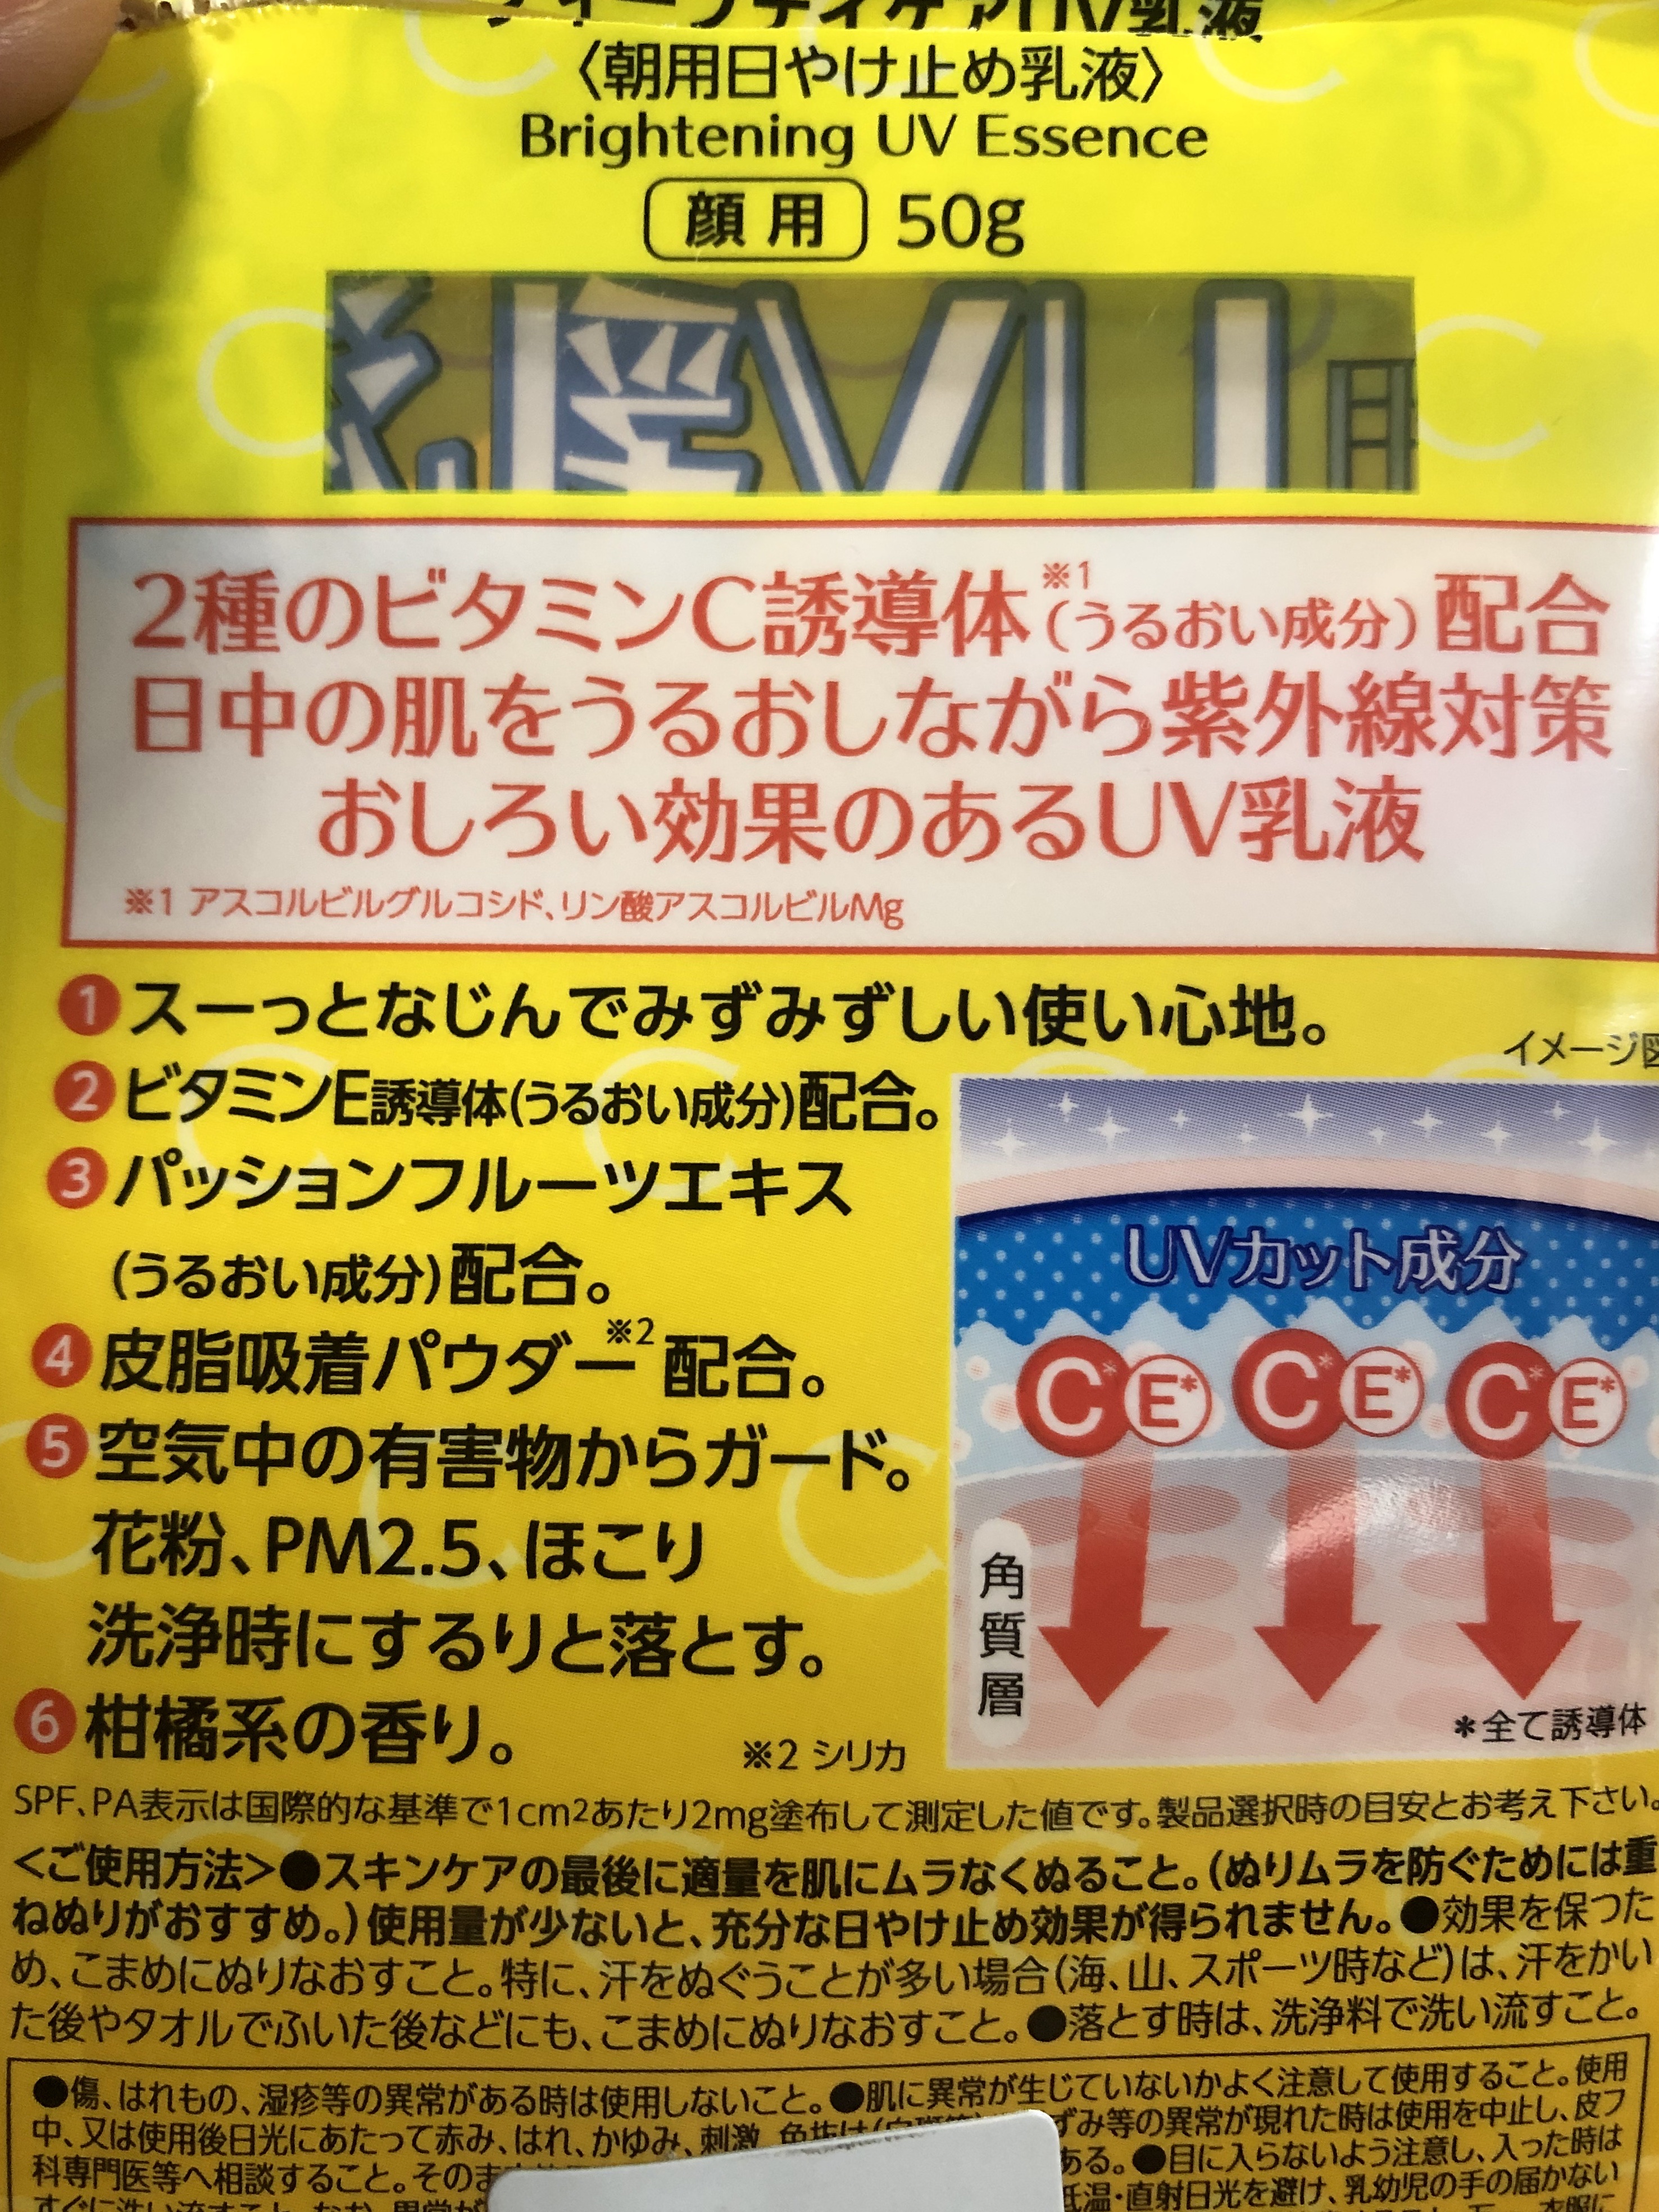 ディープデイケアUV乳液
〈朝用日やけ止め乳液〉
Brightening UV Essence
顔用 50g
2種のビタミンC誘導体※1(うるおい成分)配合
日中の肌をうるおしながら紫外線対策
おしろい効果のあるUV乳液
※1 アスコルビルグルコシド、リン酸アスコルビルMg
1 スーっとなじんでみずみずしい使い心地。
イメージ図
2 ビタミンE誘導体(うるおい成分)配合。
3 パッションフルーツエキス
(うるおい成分)配合。
4 皮脂吸着パウダー※2配合。
5 空気中の有害物からガード。
花粉、PM2.5、ほこり
洗浄時にするりと落とす。
6 柑橘系の香り。
※2 シリカ
UVカット成分
C* E* C* E* C* E*
角質層
*全て誘導体
SPF、PA表示は国際的な基準で1cm2あたり2mg塗布して測定した値です。製品選択時の目安とお考え下さい。
<ご使用方法>●スキンケアの最後に適量を肌にムラなくぬること。(ぬりムラを防ぐためには重
ねぬりがおすすめ。)使用量が少ないと、充分な日やけ止め効果が得られません。●効果を保つた
め、こまめにぬりなおすこと。特に、汗をぬぐうことが多い場合(海、山、スポーツ時など)は、汗をかい
た後やタオルでふいた後などにも、こまめにぬりなおすこと。●落とす時は、洗浄料で洗い流すこと。
●傷、はれもの、湿疹等の異常がある時は使用しないこと。●肌に異常が生じていないかよく注意して使用すること。使用
中、又は使用後日光にあたって赤み、はれ、かゆみ、刺激、色抜け ずみ等の異常が現れた時は使用を中止し、皮フ
科専門医等へ相談すること。そのま ある。●目に入らないよう注意し、入った時は
すぐに洗い流すこと 低温・直射日光を避け、乳幼児の手の届かない